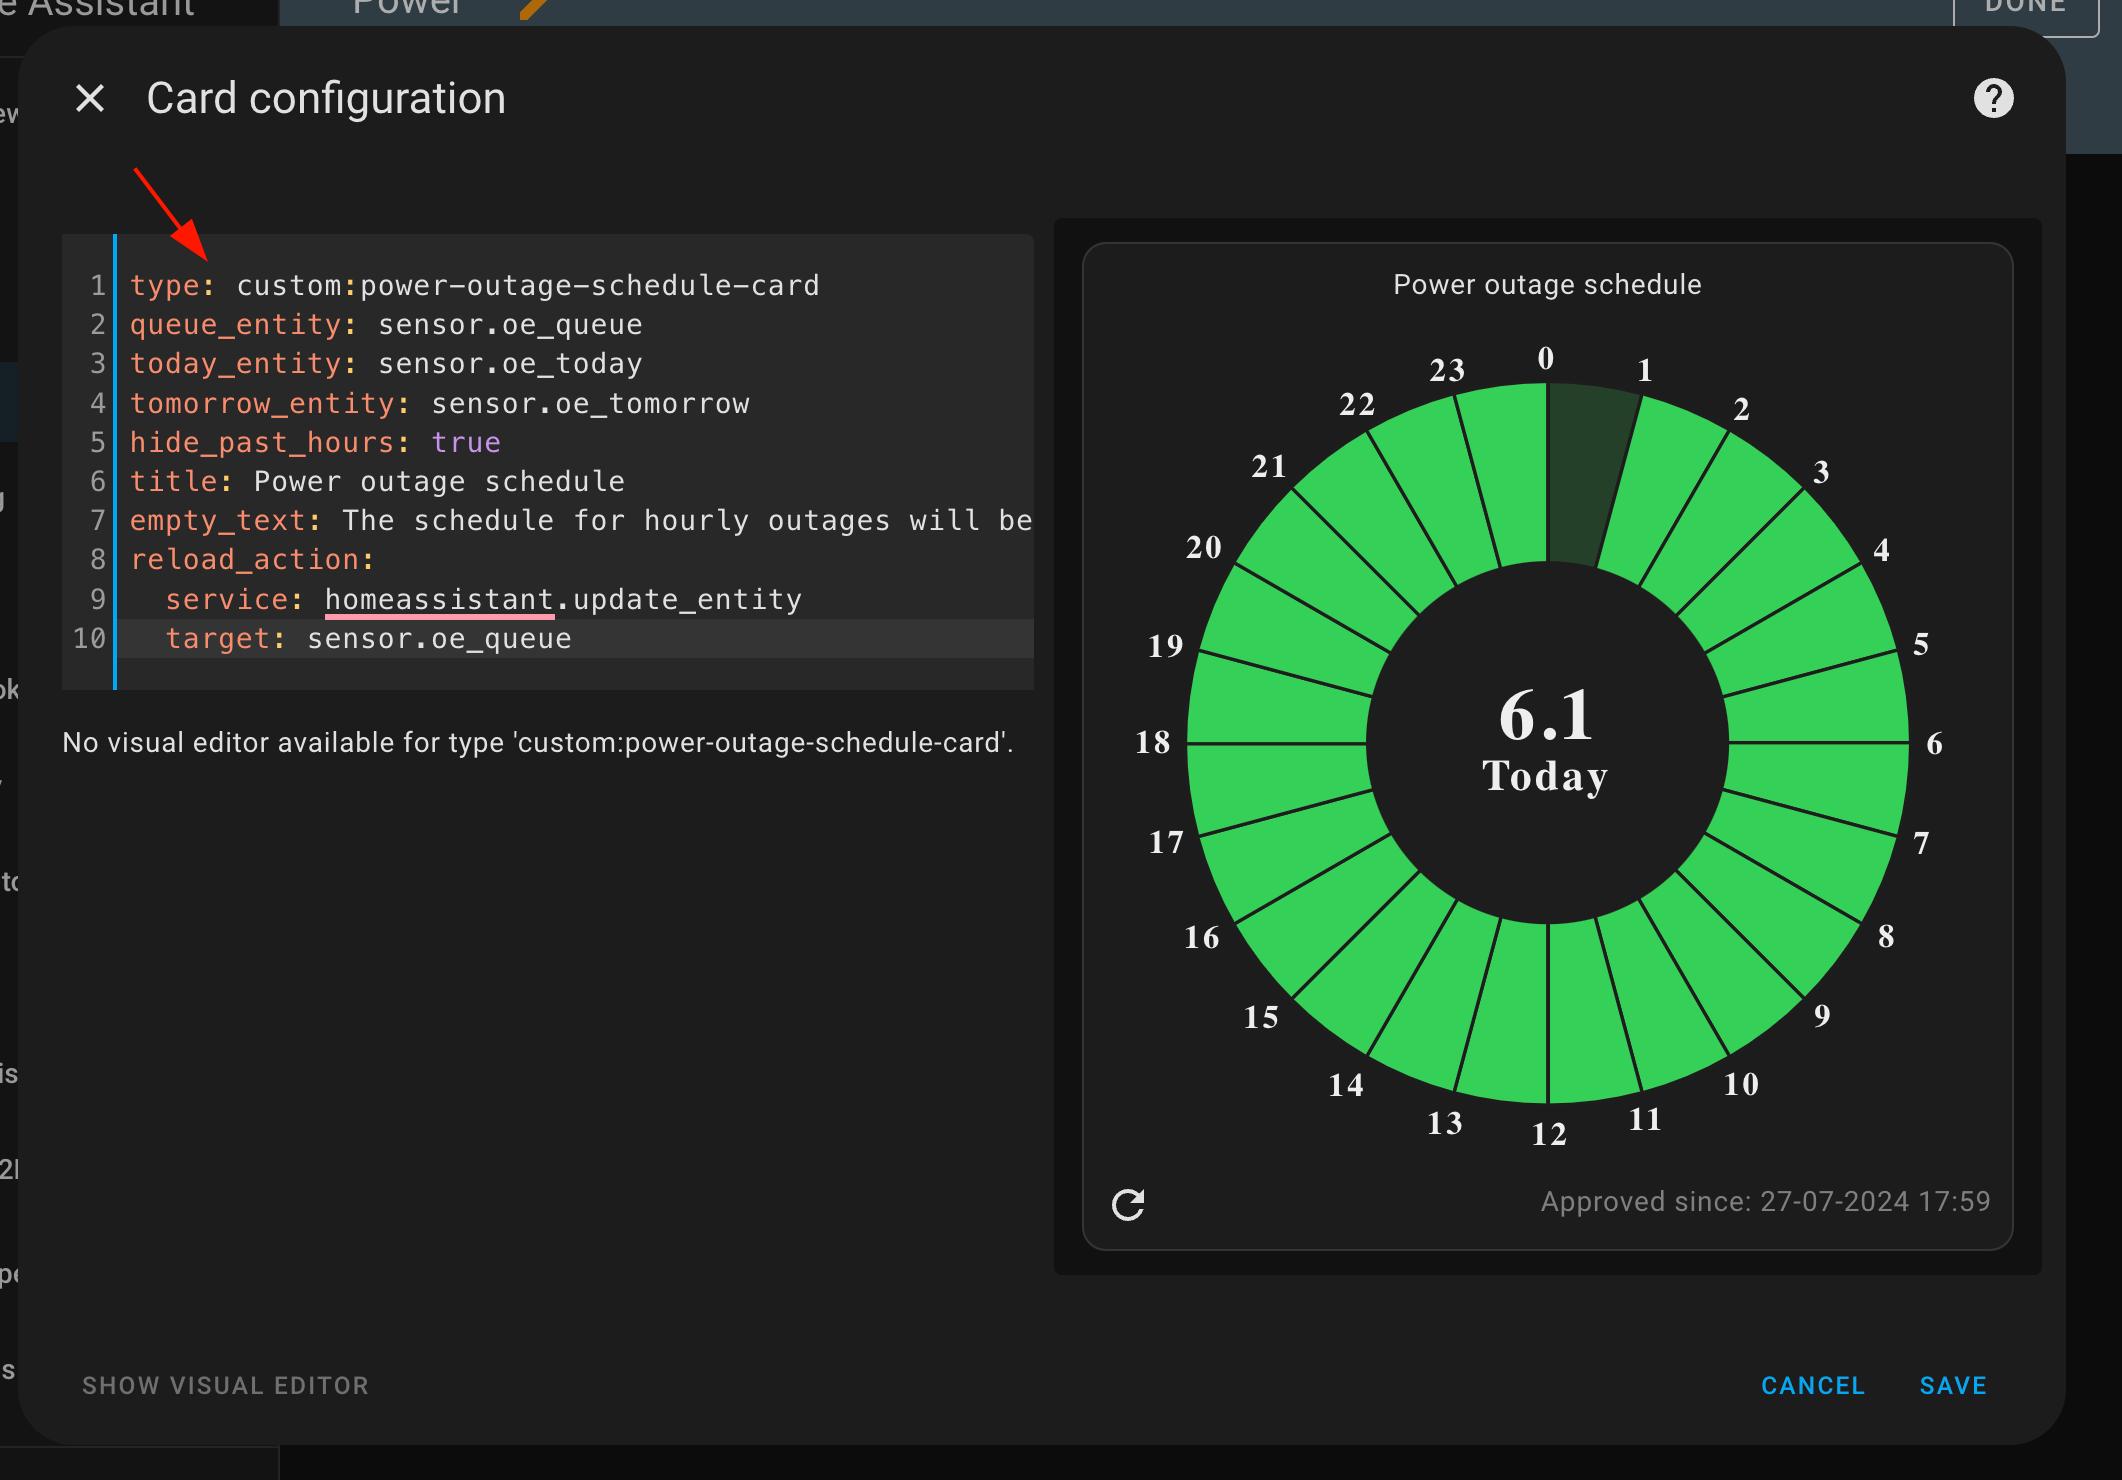 Assistant
Power
DONE
Card configuration
?
1 type: custom:power-outage-schedule-card
2 queue_entity: sensor.oe_queue
3 today_entity: sensor.oe_today
4 tomorrow_entity: sensor.oe_tomorrow
5 hide_past_hours: true
6 title: Power outage schedule
7 empty_text: The schedule for hourly outages will be
8 reload_action:
9 service: homeassistant.update_entity
10 target: sensor.oe_queue
No visual editor available for type 'custom:power-outage-schedule-card'.
Power outage schedule
0
1
2
3
4
5
6
7
8
9
10
11
12
13
14
15
16
17
18
19
20
21
22
23
6.1
Today
Approved since: 27-07-2024 17:59
SHOW VISUAL EDITOR
CANCEL
SAVE